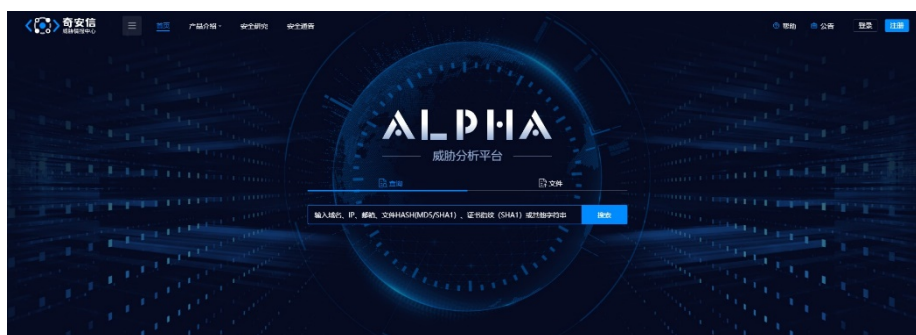 奇安信
威胁情报中心
首页 产品介绍 安全研究 安全通告
帮助 公告 登录 注册
ALPHA
威胁分析平台
查询 文件
输入域名、IP、邮箱、文件HASH(MD5/SHA1)、证书指纹（SHA1）或其他字符串 搜索